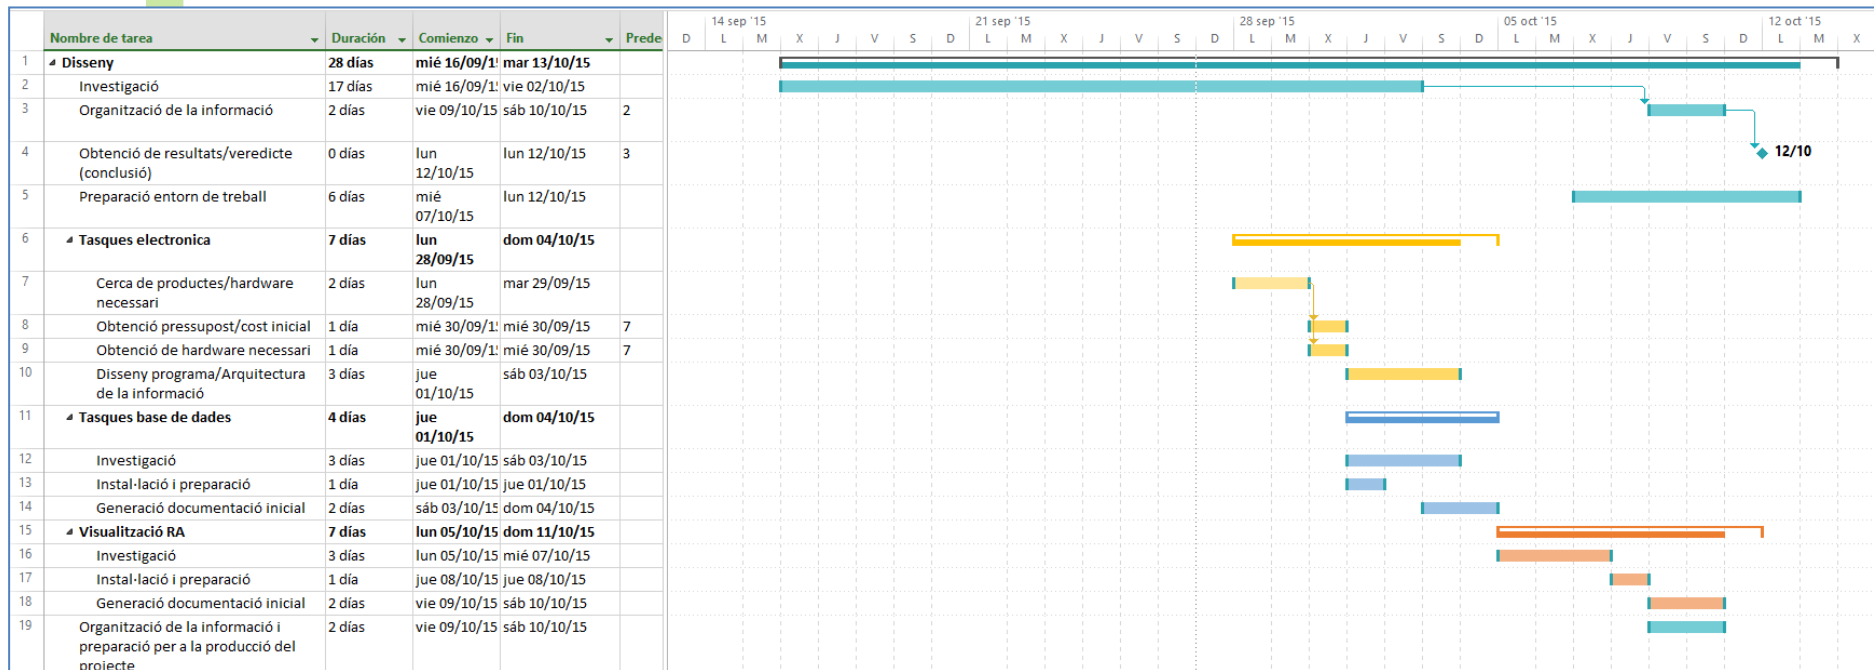 14 sep '15 21 sep '15 28 sep '15 05 oct '15 12 oct '15
Nombre de tarea Duración Comienzo Fin Prede D L M X J V S D L M X J V S D L M X J V S D L M X J V S D L M X
1 Disseny 28 días mié 16/09/1! mar 13/10/15
2 Investigació 17 días mié 16/09/1! vie 02/10/15
3 Organització de la informació 2 días vie 09/10/15 sáb 10/10/15 2
4 Obtenció de resultats/veredicte 0 días lun lun 12/10/15 3 12/10
(conclusió) 12/10/15
5 Preparació entorn de treball 6 días mié lun 12/10/15
07/10/15
6 Tasques electronica 7 días lun dom 04/10/15
28/09/15
7 Cerca de productes/hardware 2 días lun mar 29/09/15
necessari 28/09/15
8 Obtenció pressupost/cost inicial 1 día mié 30/09/1! mié 30/09/15 7
9 Obtenció de hardware necessari 1 día mié 30/09/1! mié 30/09/15 7
10 Disseny programa/Arquitectura 3 días jue sáb 03/10/15
de la informació 01/10/15
11 Tasques base de dades 4 días jue dom 04/10/15
01/10/15
12 Investigació 3 días jue 01/10/15 sáb 03/10/15
13 Instal·lació i preparació 1 día jue 01/10/15 jue 01/10/15
14 Generació documentació inicial 2 días sáb 03/10/15 dom 04/10/15
15 Visualització RA 7 días lun 05/10/15 dom 11/10/15
16 Investigació 3 días lun 05/10/15 mié 07/10/15
17 Instal·lació i preparació 1 día jue 08/10/15 jue 08/10/15
18 Generació documentació inicial 2 días vie 09/10/15 sáb 10/10/15
19 Organització de la informació i 2 días vie 09/10/15 sáb 10/10/15
preparació per a la producció del
projecte